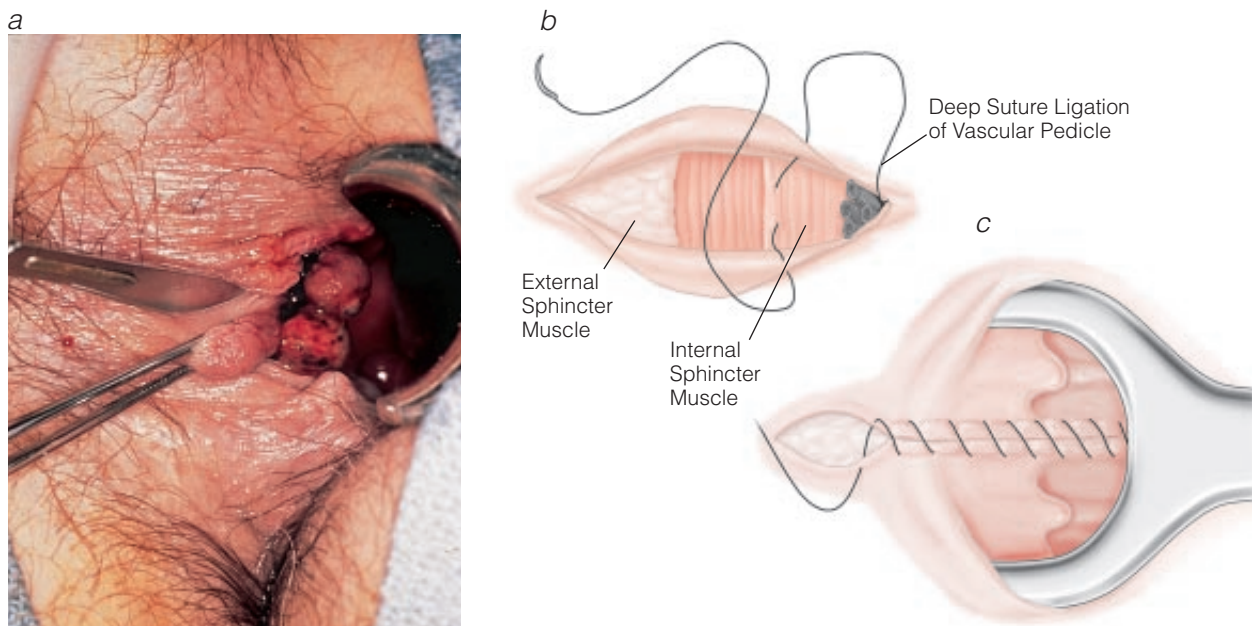 a
b
Deep Suture Ligation
of Vascular Pedicle
c
External
Sphincter
Muscle
Internal
Sphincter
Muscle